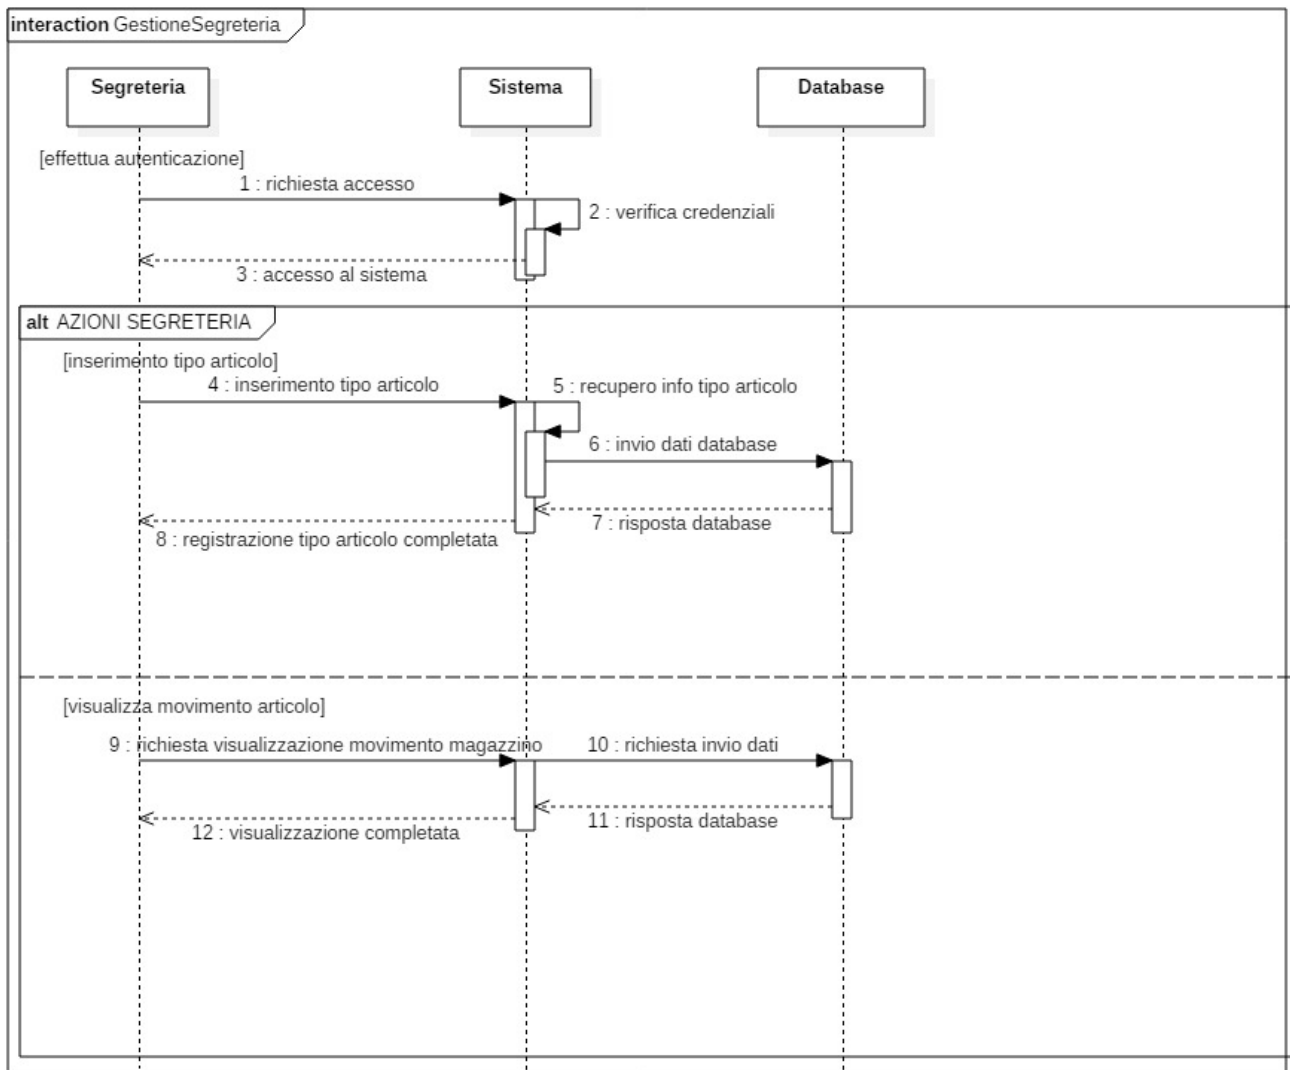 interaction GestioneSegreteria
Segreteria
Sistema
Database
[effettua autenticazione]
1 : richiesta accesso
2 : verifica credenziali
3 : accesso al sistema
alt AZIONI SEGRETERIA
[inserimento tipo articolo]
4 : inserimento tipo articolo
5 : recupero info tipo articolo
6 : invio dati database
7 : risposta database
8 : registrazione tipo articolo completata
[visualizza movimento articolo]
9 : richiesta visualizzazione movimento magazzino
10 : richiesta invio dati
11 : risposta database
12 : visualizzazione completata